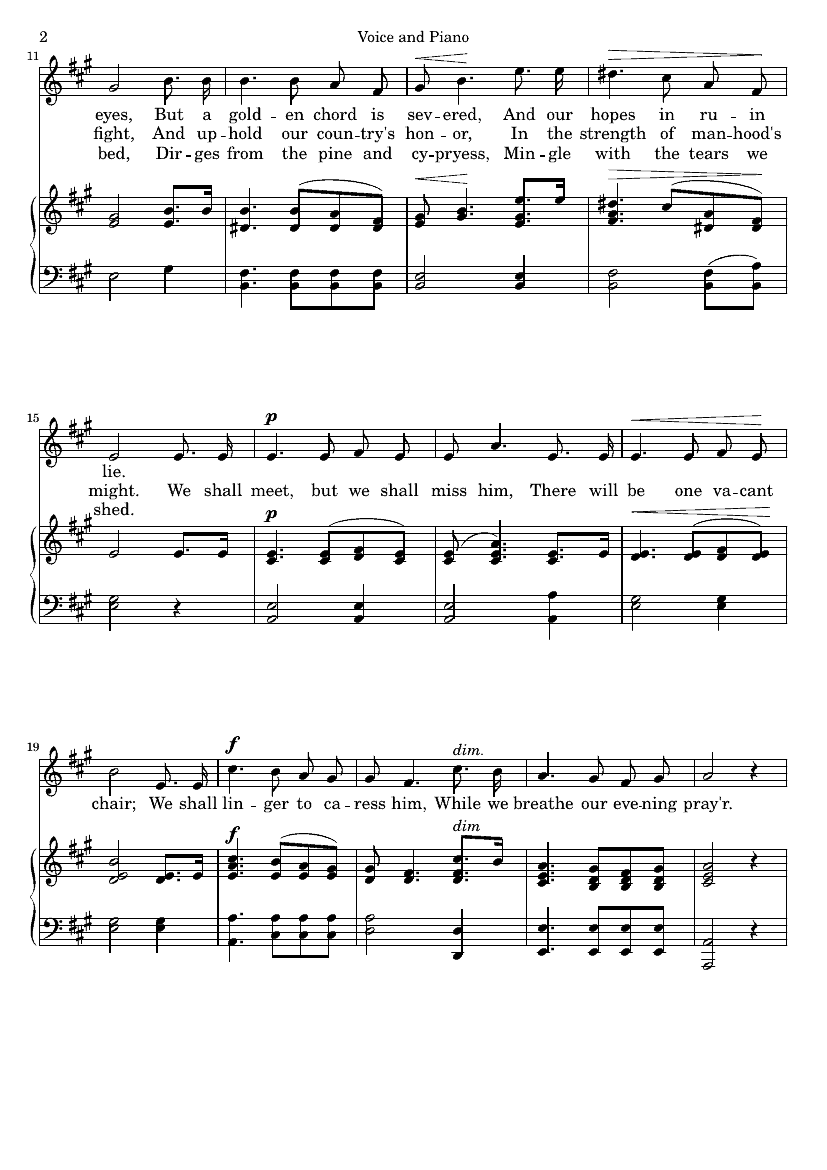 2 Voice and Piano
11
eyes, But a gold -- en chord is sev -- ered, And our hopes in ru -- in
fight, And up -- hold our coun -- try's hon -- or, In the strength of man -- hood's
bed, Dir -- ges from the pine and cy -- pryess, Min -- gle with the tears we
15
p
lie.
might. We shall meet, but we shall miss him, There will be one va -- cant
shed.
p
19
f dim.
chair; We shall lin -- ger to ca -- ress him, While we breathe our eve -- ning pray'r.
f dim